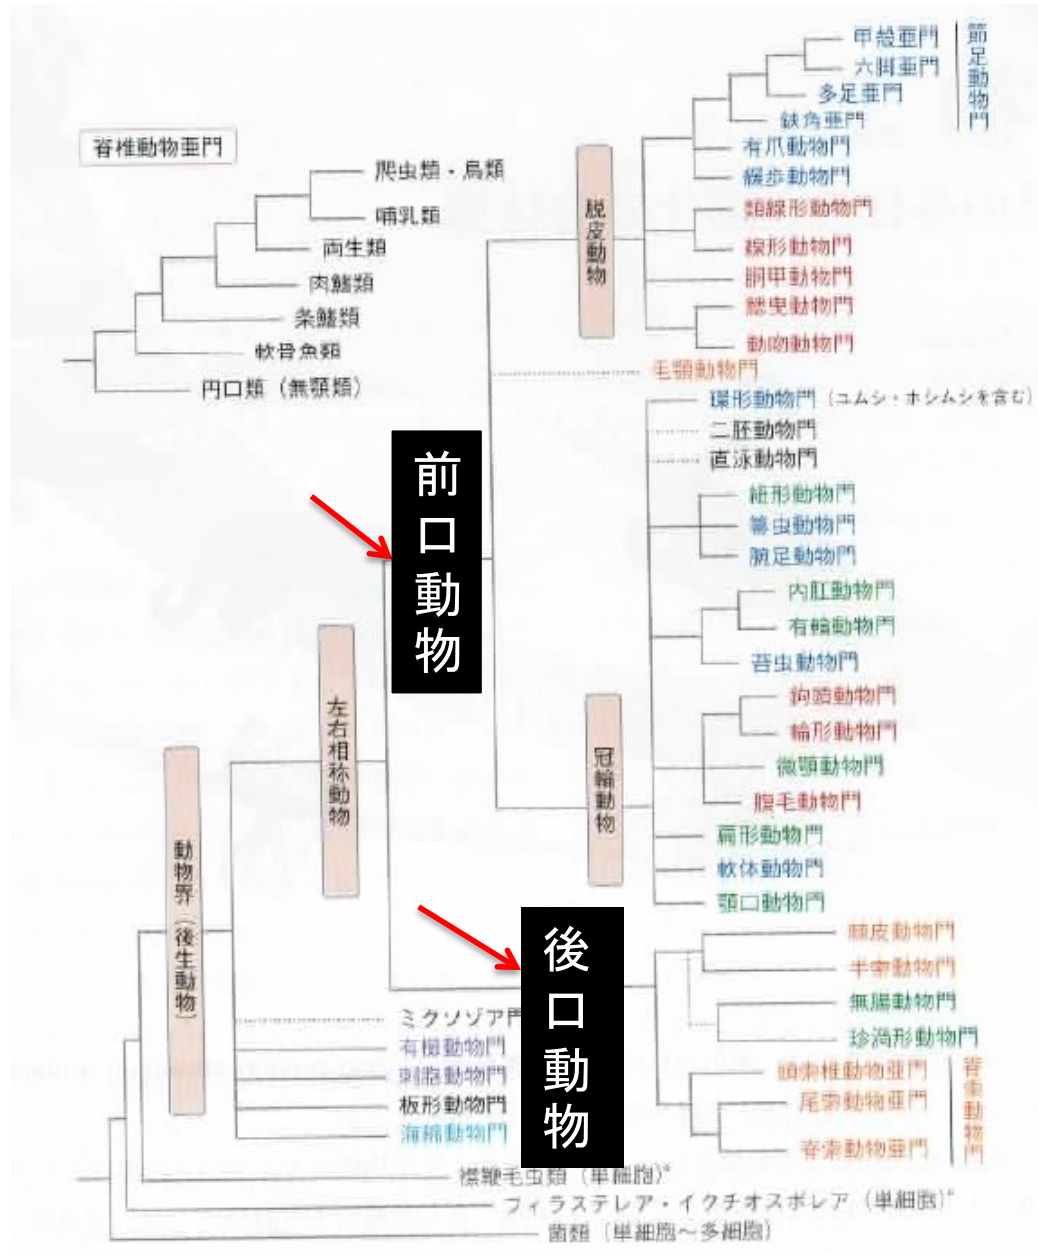 甲殻亜門
六脚亜門
多足亜門
鋏角亜門
節足動物門
有爪動物門
緩歩動物門
類線形動物門
線形動物門
胴甲動物門
鰓曳動物門
動吻動物門
脱皮動物
毛顎動物門
脊椎動物亜門
爬虫類・鳥類
哺乳類
両生類
肉鰭類
条鰭類
軟骨魚類
円口類（無顎類）
前口動物
環形動物門（ユムシ・ホシムシを含む）
二胚動物門
直泳動物門
紐形動物門
箒虫動物門
腕足動物門
内肛動物門
有輪動物門
苔虫動物門
鉤頭動物門
輪形動物門
微顎動物門
腹毛動物門
扁形動物門
軟体動物門
顎口動物門
冠輪動物
左右相称動物
動物界（後生動物）
後口動物
棘皮動物門
半索動物門
無腸動物門
珍渦形動物門
頭索椎動物亜門
尾索動物亜門
脊索動物亜門
脊索動物門
ミクソゾア門
有櫛動物門
刺胞動物門
板形動物門
海綿動物門
襟鞭毛虫類（単細胞）*
フィラステレア・イクチオスポレア（単細胞）*
菌類（単細胞～多細胞）